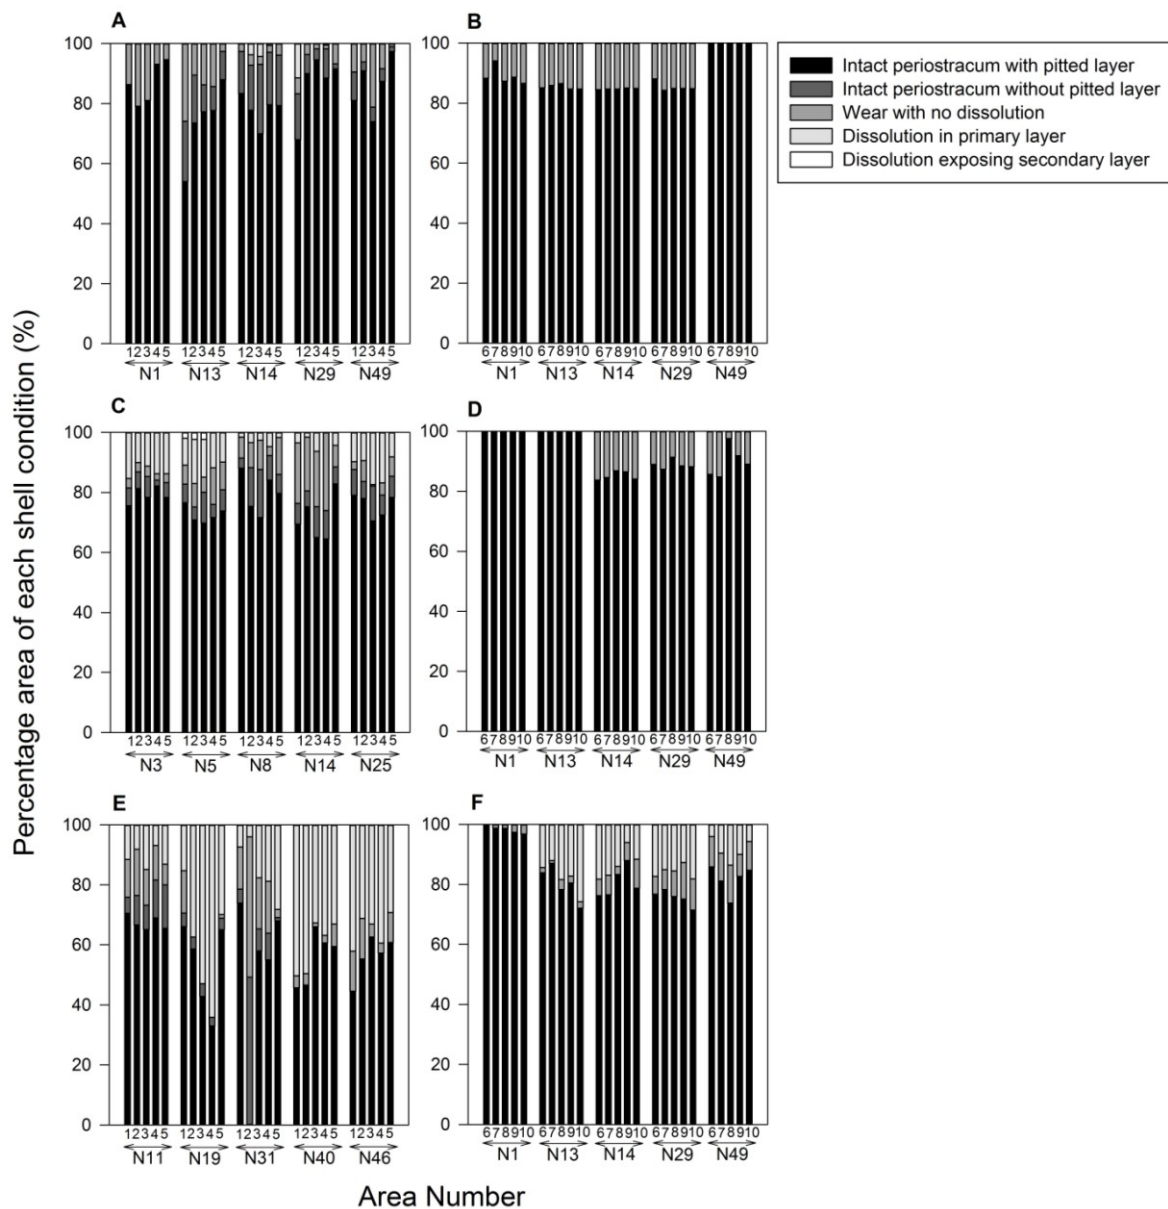 A
B
Intact periostracum with pitted layer
Intact periostracum without pitted layer
Wear with no dissolution
Dissolution in primary layer
Dissolution exposing secondary layer
100
80
60
40
20
0
12345 12345 12345 12345 12345
N1 N13 N14 N29 N49
100
80
60
40
20
0
678910 678910 678910 678910 678910
N1 N13 N14 N29 N49
C
D
100
80
60
40
20
0
12345 12345 12345 12345 12345
N3 N5 N8 N14 N25
100
80
60
40
20
0
678910 678910 678910 678910 678910
N1 N13 N14 N29 N49
E
F
100
80
60
40
20
0
12345 12345 12345 12345 12345
N11 N19 N31 N40 N46
100
80
60
40
20
0
678910 678910 678910 678910 678910
N1 N13 N14 N29 N49
Percentage area of each shell condition (%)
Area Number